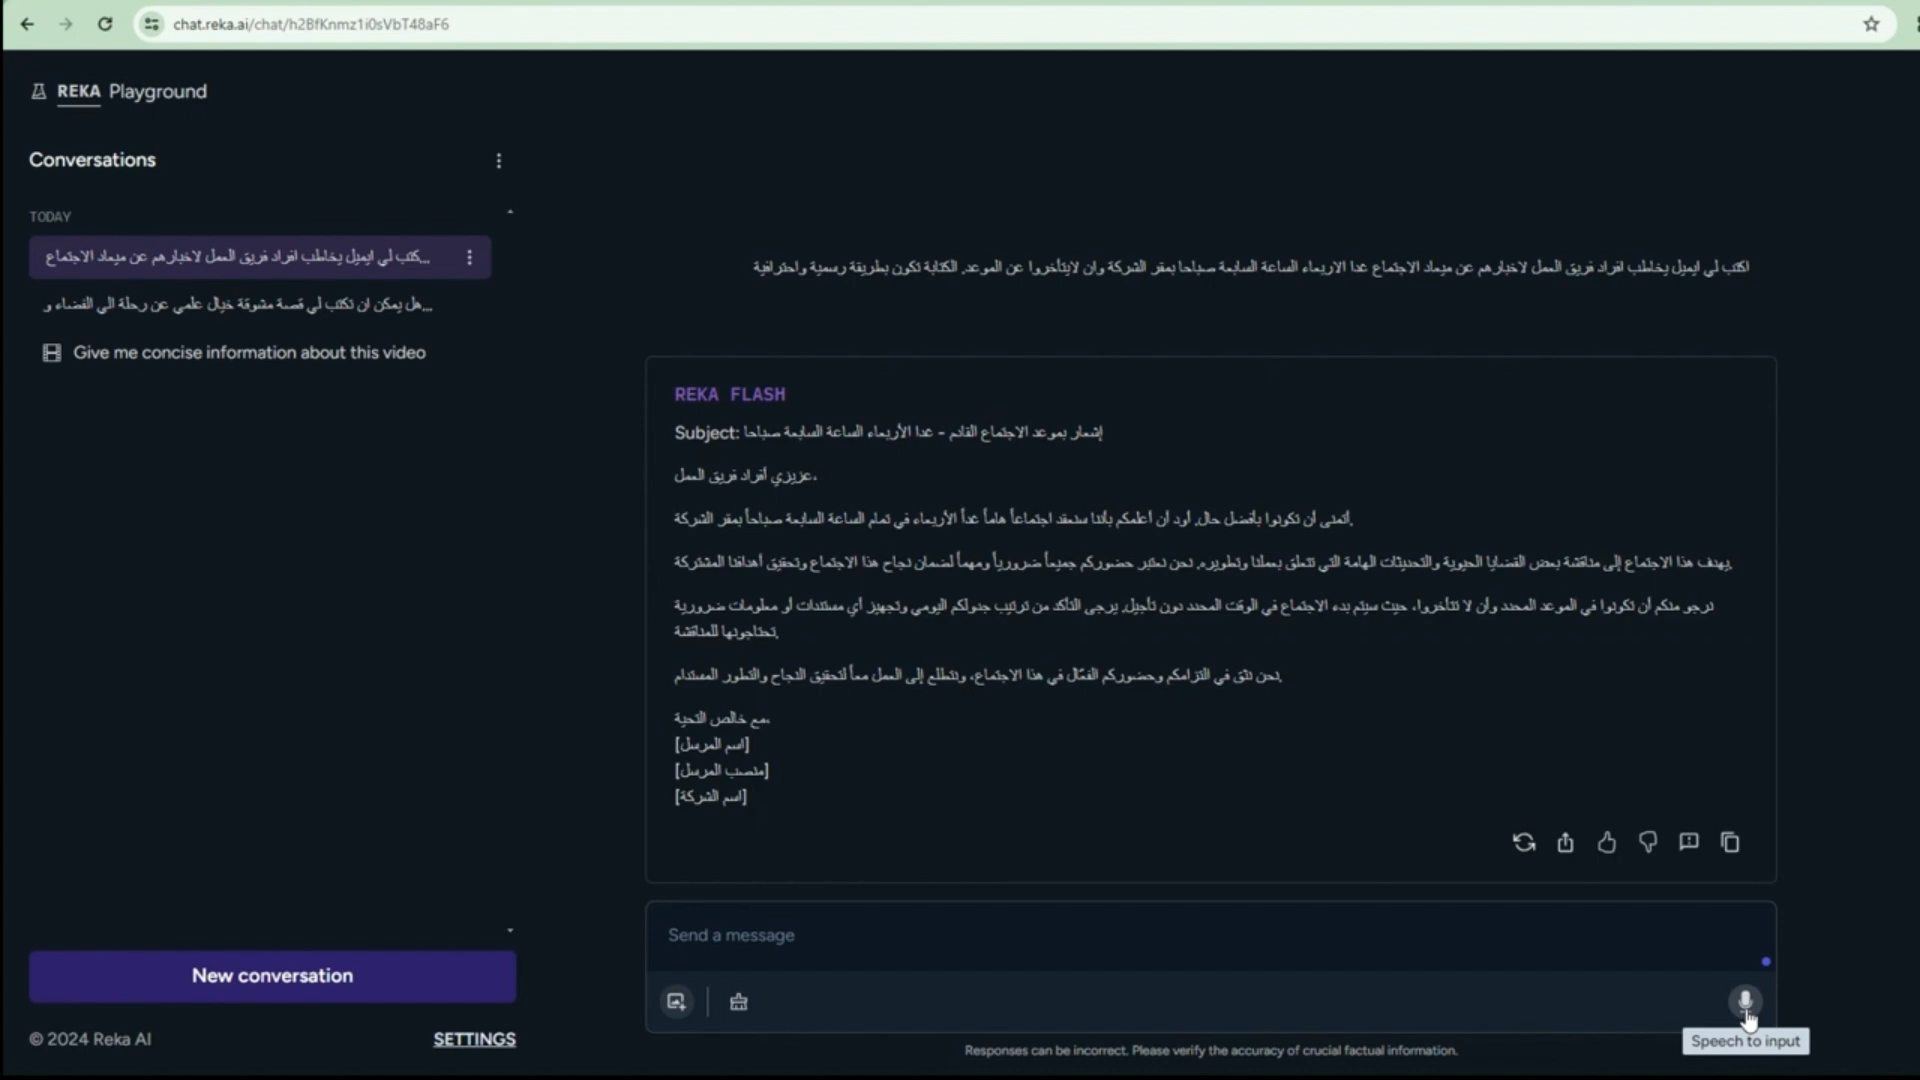 chat.reka.ai/chat/h2BfKnmz1i0sVbT48aF6
REKA Playground
Conversations
TODAY
كتب لي ايميل يخاطب افراد فريق العمل لاخبارهم عن ميعاد الاجتماع...
هل يمكن ان تكتب لي قصة مشوقة خيال علمي عن رحلة الي الفضاء و...
Give me concise information about this video
New conversation
© 2024 Reka AI
SETTINGS
اكتب لي ايميل يخاطب افراد فريق العمل لاخبارهم عن ميعاد الاجتماع غدا الاربعاء الساعة السابعة صباحا بمقر الشركة وان لايتأخروا عن الموعد. الكتابة تكون بطريقة رسمية واحترافية
REKA FLASH
Subject: إشعار بموعد الاجتماع القادم - غدا الأربعاء الساعة السابعة صباحا
عزيزي أفراد فريق العمل،
أتمنى أن تكونوا بأفضل حال. أود أن أعلمكم بأننا سنعقد اجتماعاً هاماً غداً الأربعاء في تمام الساعة السابعة صباحاً بمقر الشركة.
يهدف هذا الاجتماع إلى مناقشة بعض القضايا الحيوية والتحديثات الهامة التي تتعلق بعملنا وتطويره. نحن نعتبر حضوركم جميعاً ضرورياً ومهماً لضمان نجاح هذا الاجتماع وتحقيق أهدافنا المشتركة.
نرجو منكم أن تكونوا في الموعد المحدد وأن لا تتأخروا، حيث سيتم بدء الاجتماع في الوقت المحدد دون تأجيل. يرجى التأكد من ترتيب جدولكم اليومي وتجهيز أي مستندات أو معلومات ضرورية
تحتاجونها للمناقشة.
نحن نثق في التزامكم وحضوركم الفعّال في هذا الاجتماع، ونتطلع إلى العمل معاً لتحقيق النجاح والتطور المستدام.
مع خالص التحية،
[اسم المرسل]
[منصب المرسل]
[اسم الشركة]
Send a message
Speech to input
Responses can be incorrect. Please verify the accuracy of crucial factual information.